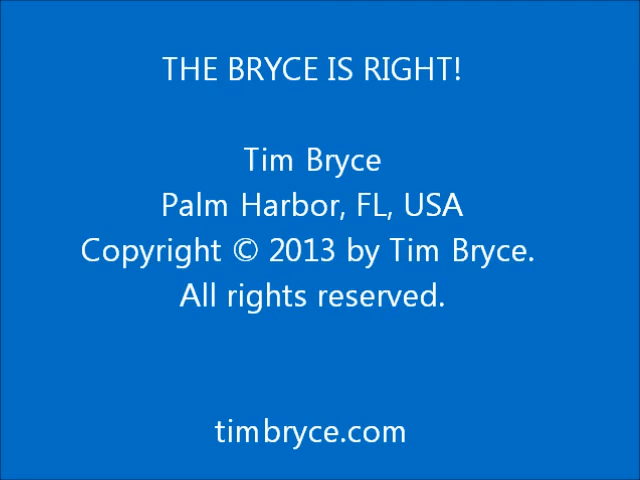 THE BRYCE IS RIGHT!
Tim Bryce
Palm Harbor, FL, USA
Copyright © 2013 by Tim Bryce.
All rights reserved.
timbryce.com